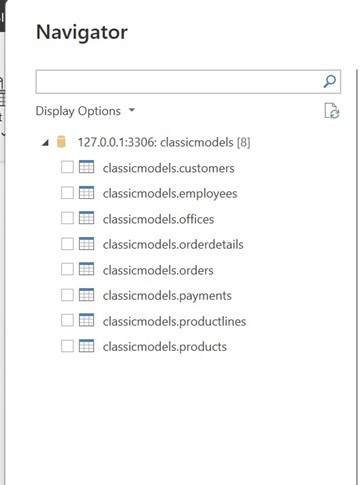 Navigator
Display Options
127.0.0.1:3306: classicmodels [8]
classicmodels.customers
classicmodels.employees
classicmodels.offices
classicmodels.orderdetails
classicmodels.orders
classicmodels.payments
classicmodels.productlines
classicmodels.products